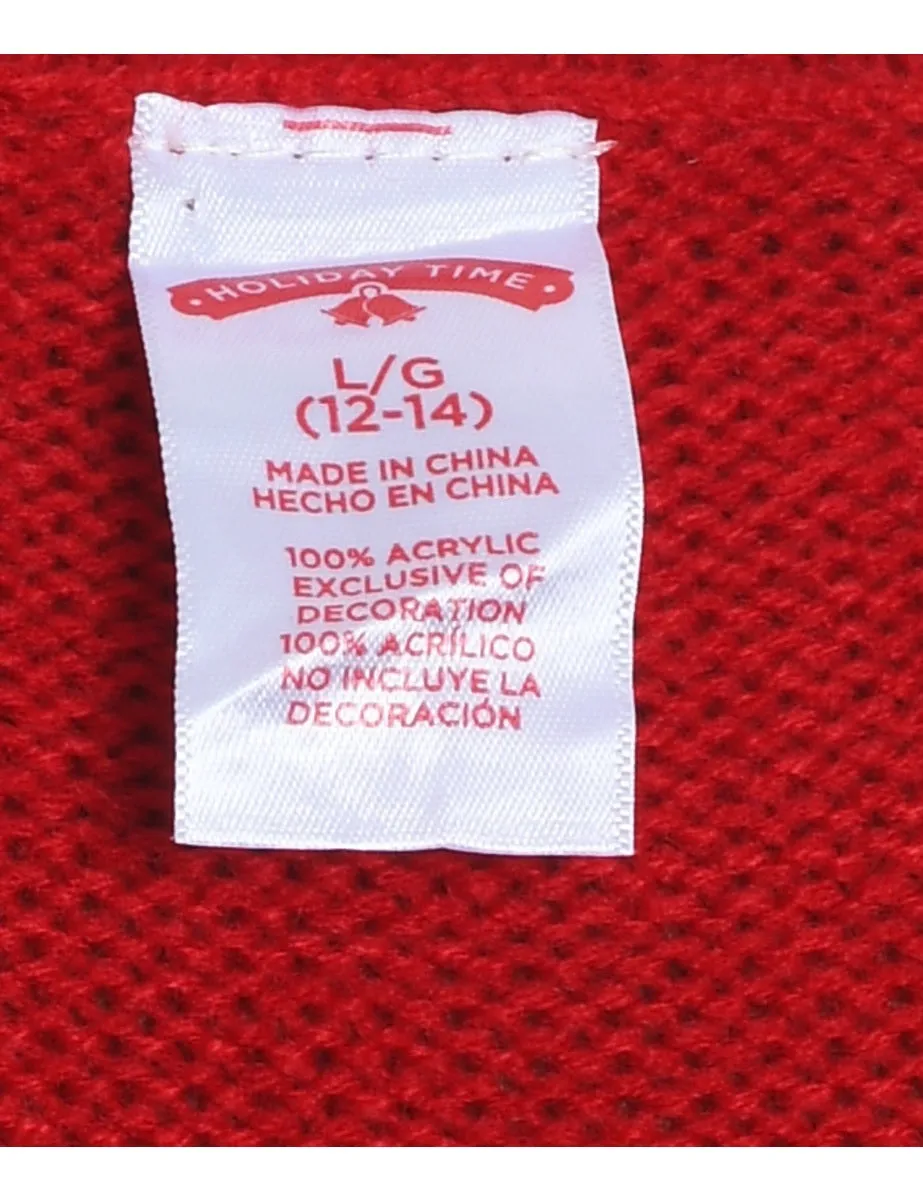 • HOLIDAY TIME •
L/G
(12-14)
MADE IN CHINA
HECHO EN CHINA
100% ACRYLIC
EXCLUSIVE OF
DECORATION
100% ACRÍLICO
NO INCLUYE LA
DECORACIÓN